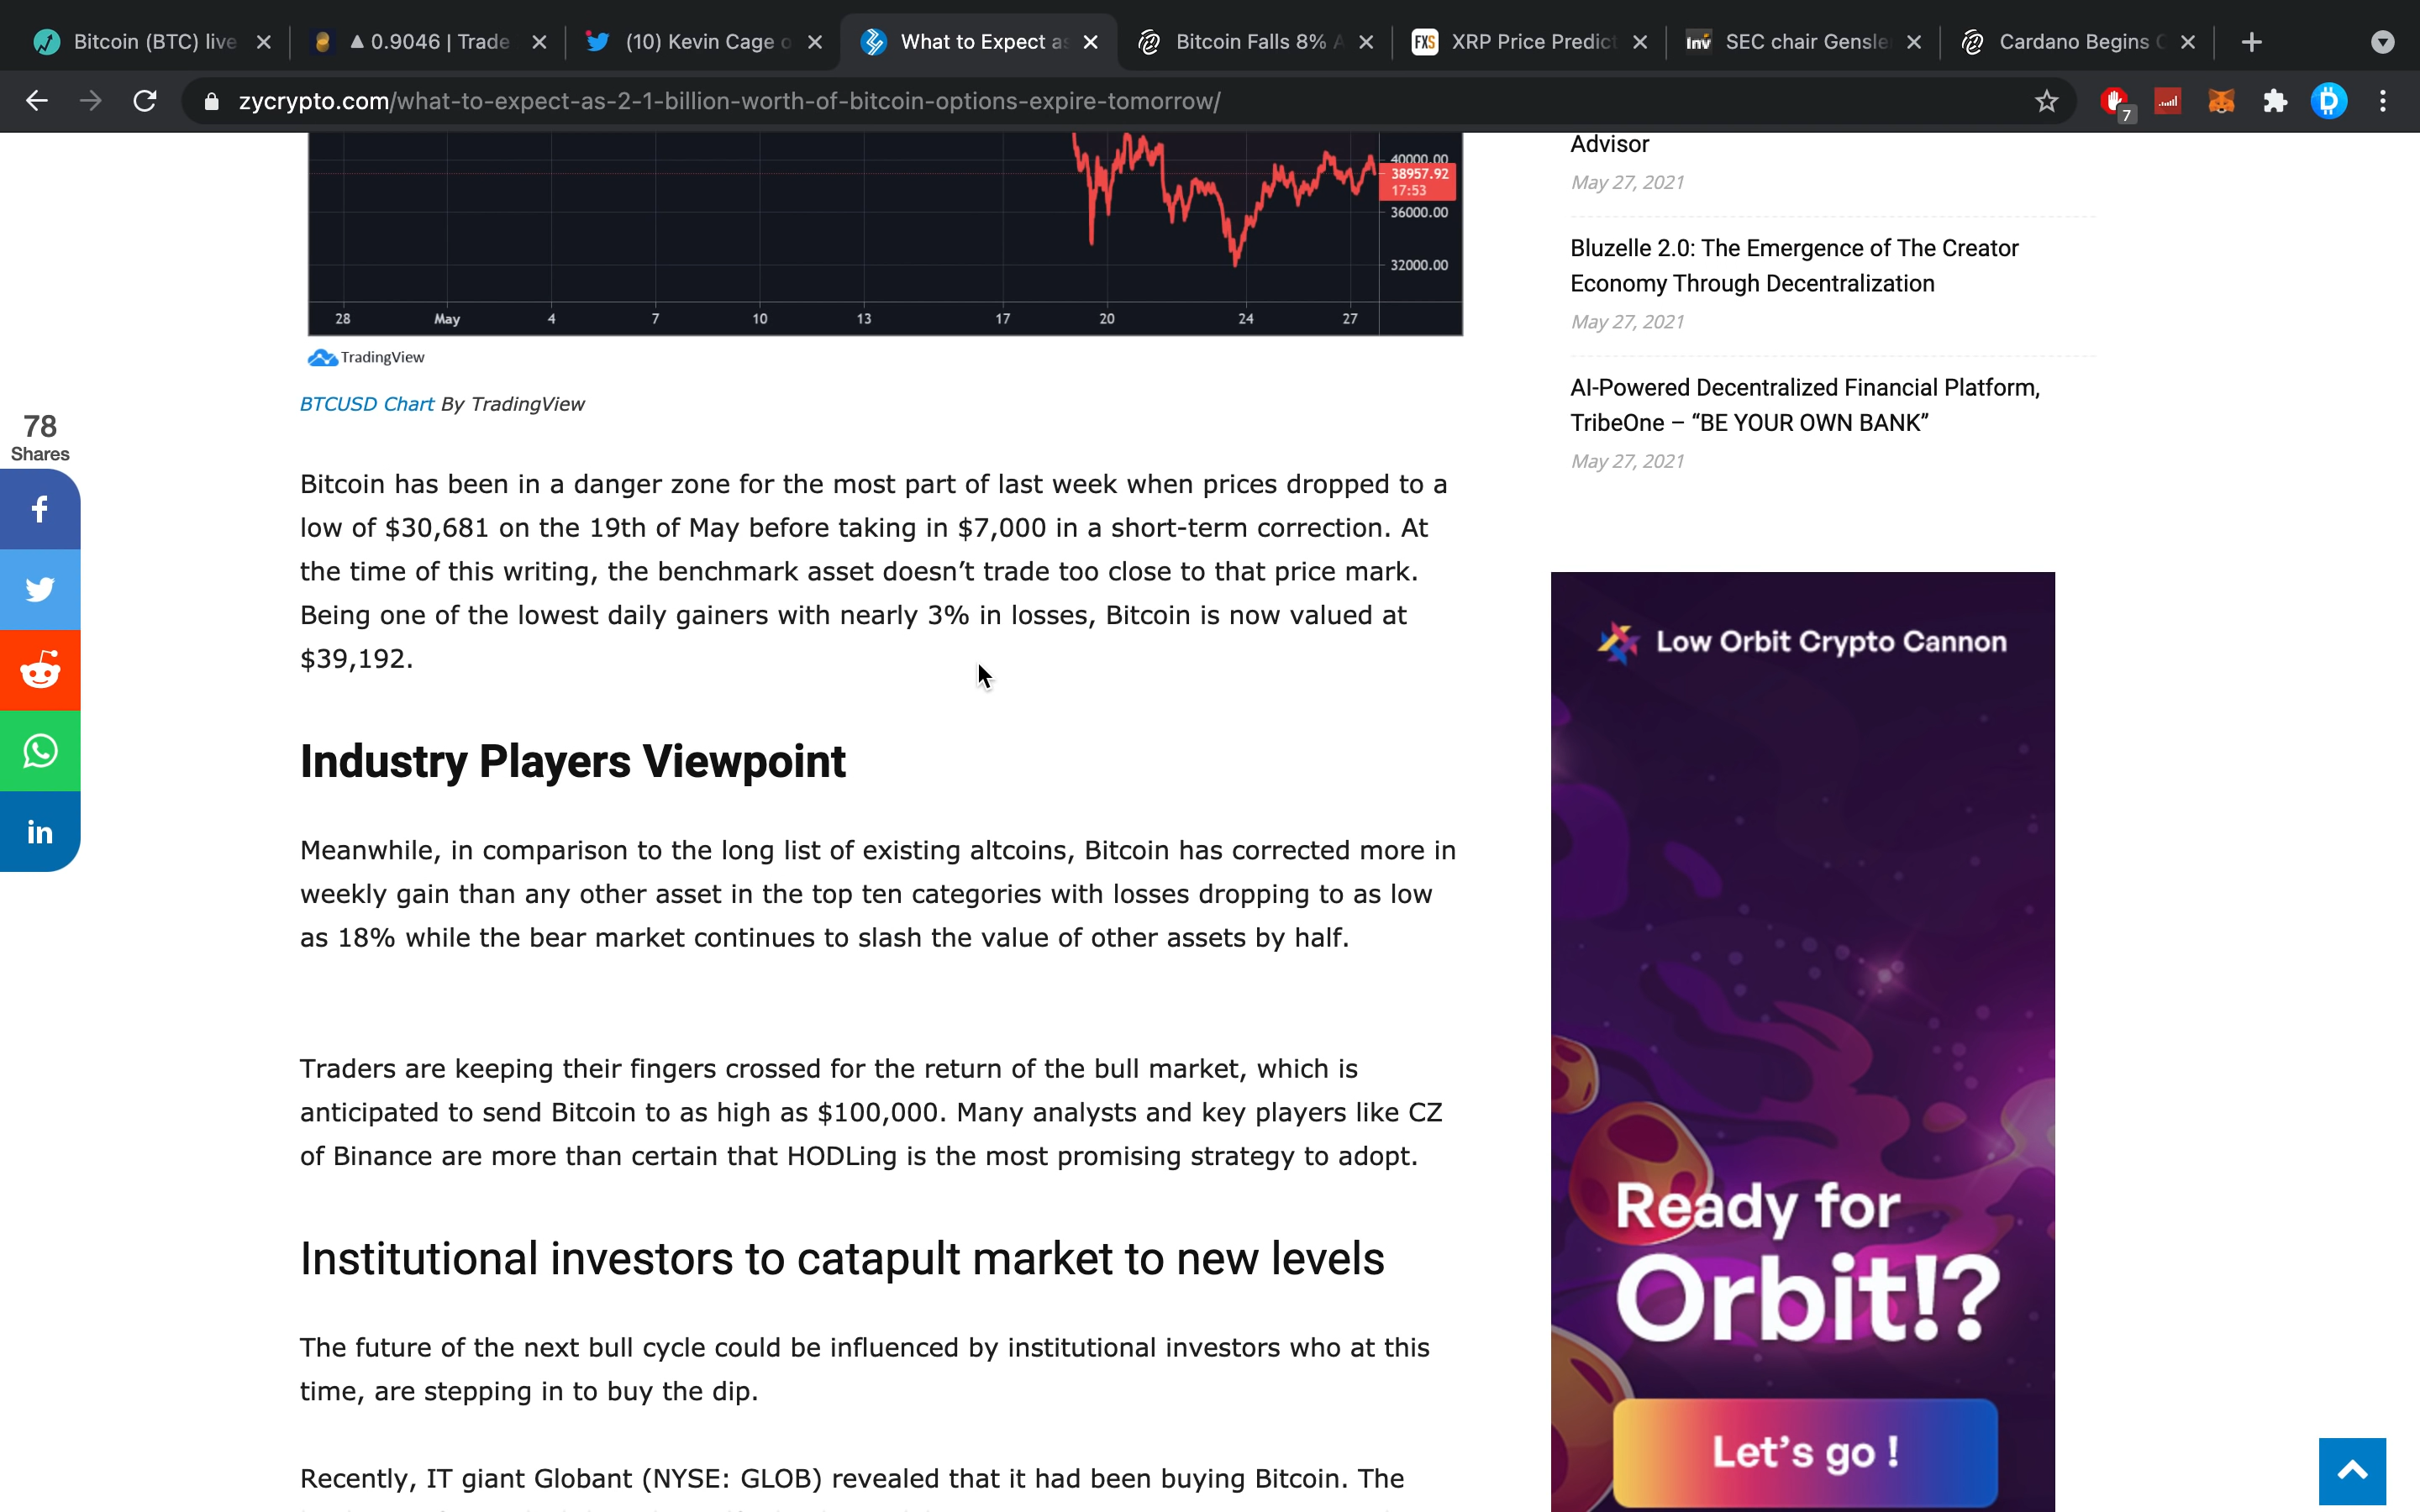 Bitcoin (BTC) live
▲ 0.9046 | Trade
(10) Kevin Cage o
What to Expect as
Bitcoin Falls 8% A
FXS
XRP Price Predict
Inv
SEC chair Gensle
Cardano Begins C
zycrypto.com/what-to-expect-as-2-1-billion-worth-of-bitcoin-options-expire-tomorrow/
7
40000.00
38957.92
17:53
36000.00
32000.00
28 May 4 7 10 13 17 20 24 27
TradingView
BTCUSD Chart By TradingView
78
Shares
Bitcoin has been in a danger zone for the most part of last week when prices dropped to a
low of $30,681 on the 19th of May before taking in $7,000 in a short-term correction. At
the time of this writing, the benchmark asset doesn’t trade too close to that price mark.
Being one of the lowest daily gainers with nearly 3% in losses, Bitcoin is now valued at
$39,192.
Industry Players Viewpoint
Meanwhile, in comparison to the long list of existing altcoins, Bitcoin has corrected more in
weekly gain than any other asset in the top ten categories with losses dropping to as low
as 18% while the bear market continues to slash the value of other assets by half.
Traders are keeping their fingers crossed for the return of the bull market, which is
anticipated to send Bitcoin to as high as $100,000. Many analysts and key players like CZ
of Binance are more than certain that HODLing is the most promising strategy to adopt.
Institutional investors to catapult market to new levels
The future of the next bull cycle could be influenced by institutional investors who at this
time, are stepping in to buy the dip.
Recently, IT giant Globant (NYSE: GLOB) revealed that it had been buying Bitcoin. The
Advisor
May 27, 2021
Bluzelle 2.0: The Emergence of The Creator
Economy Through Decentralization
May 27, 2021
AI-Powered Decentralized Financial Platform,
TribeOne – “BE YOUR OWN BANK”
May 27, 2021
Low Orbit Crypto Cannon
Ready for
Orbit!?
Let’s go !